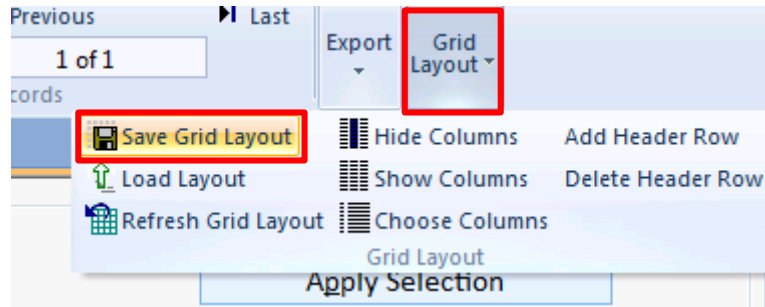 Previous
Last
1 of 1
cords
Export
Grid
Layout
Save Grid Layout
Hide Columns
Add Header Row
Load Layout
Show Columns
Delete Header Row
Refresh Grid Layout
Choose Columns
Grid Layout
Apply Selection